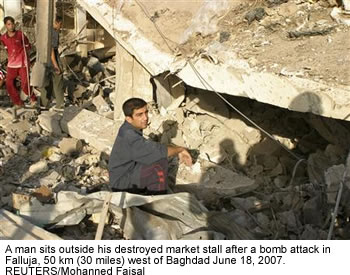 A man sits outside his destroyed market stall after a bomb attack in
Falluja, 50 km (30 miles) west of Baghdad June 18, 2007.
REUTERS/Mohanned Faisal